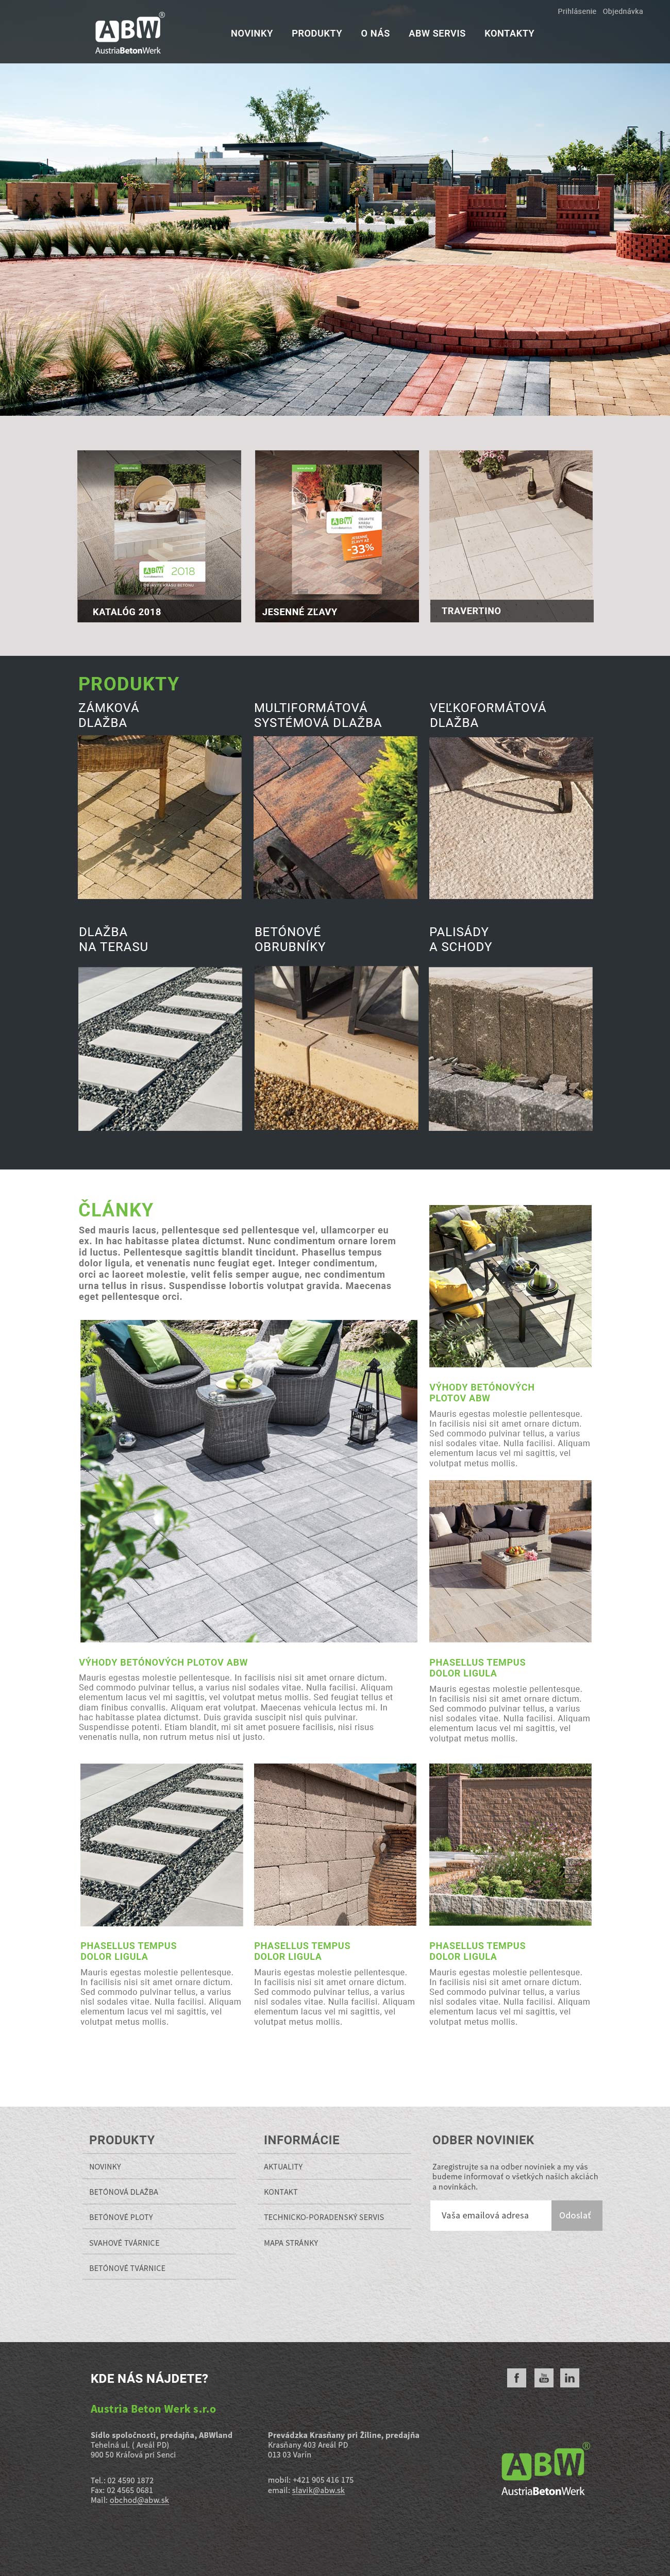 Prihlásenie Objednávka
ABW®
AustriaBetonWerk
NOVINKY PRODUKTY O NÁS ABW SERVIS KONTAKTY
ABW 2018
KATALÓG 2018
ABW
-33%
JESENNÉ ZĽAVY
TRAVERTINO
PRODUKTY
ZÁMKOVÁ
DLAŽBA
MULTIFORMÁTOVÁ
SYSTÉMOVÁ DLAŽBA
VEĽKOFORMÁTOVÁ
DLAŽBA
DLAŽBA
NA TERASU
BETÓNOVÉ
OBRUBNÍKY
PALISÁDY
A SCHODY
ČLÁNKY
Sed mauris lacus, pellentesque sed pellentesque vel, ullamcorper eu
ex. In hac habitasse platea dictumst. Nunc condimentum ornare lorem
id luctus. Pellentesque sagittis blandit tincidunt. Phasellus tempus
dolor ligula, et venenatis nunc feugiat eget. Integer condimentum,
orci ac laoreet molestie, velit felis semper augue, nec condimentum
urna tellus in risus. Suspendisse lobortis volutpat gravida. Maecenas
eget pellentesque orci.
VÝHODY BETÓNOVÝCH
PLOTOV ABW
Mauris egestas molestie pellentesque.
In facilisis nisi sit amet ornare dictum.
Sed commodo pulvinar tellus, a varius
nisl sodales vitae. Nulla facilisi. Aliquam
elementum lacus vel mi sagittis, vel
volutpat metus mollis.
VÝHODY BETÓNOVÝCH PLOTOV ABW
Mauris egestas molestie pellentesque. In facilisis nisi sit amet ornare dictum.
Sed commodo pulvinar tellus, a varius nisl sodales vitae. Nulla facilisi. Aliquam
elementum lacus vel mi sagittis, vel volutpat metus mollis. Sed feugiat tellus et
diam finibus convallis. Aliquam erat volutpat. Maecenas vehicula lectus mi. In
hac habitasse platea dictumst. Duis gravida suscipit nisl quis pulvinar.
Suspendisse potenti. Etiam blandit, mi sit amet posuere facilisis, nisi risus
venenatis nulla, non rutrum metus nisi ut justo.
PHASELLUS TEMPUS
DOLOR LIGULA
Mauris egestas molestie pellentesque.
In facilisis nisi sit amet ornare dictum.
Sed commodo pulvinar tellus, a varius
nisl sodales vitae. Nulla facilisi. Aliquam
elementum lacus vel mi sagittis, vel
volutpat metus mollis.
PHASELLUS TEMPUS
DOLOR LIGULA
Mauris egestas molestie pellentesque.
In facilisis nisi sit amet ornare dictum.
Sed commodo pulvinar tellus, a varius
nisl sodales vitae. Nulla facilisi. Aliquam
elementum lacus vel mi sagittis, vel
volutpat metus mollis.
PHASELLUS TEMPUS
DOLOR LIGULA
Mauris egestas molestie pellentesque.
In facilisis nisi sit amet ornare dictum.
Sed commodo pulvinar tellus, a varius
nisl sodales vitae. Nulla facilisi. Aliquam
elementum lacus vel mi sagittis, vel
volutpat metus mollis.
PHASELLUS TEMPUS
DOLOR LIGULA
Mauris egestas molestie pellentesque.
In facilisis nisi sit amet ornare dictum.
Sed commodo pulvinar tellus, a varius
nisl sodales vitae. Nulla facilisi. Aliquam
elementum lacus vel mi sagittis, vel
volutpat metus mollis.
PRODUKTY
NOVINKY
BETÓNOVÁ DLAŽBA
BETÓNOVÉ PLOTY
SVAHOVÉ TVÁRNICE
BETÓNOVÉ TVÁRNICE
INFORMÁCIE
AKTUALITY
KONTAKT
TECHNICKO-PORADENSKÝ SERVIS
MAPA STRÁNKY
ODBER NOVINIEK
Zaregistrujte sa na odber noviniek a my vás
budeme informovať o všetkých našich akciách
a novinkách.
Vaša emailová adresa Odoslať
KDE NÁS NÁJDETE?
f You Tube in
Austria Beton Werk s.r.o
Sídlo spoločnosti, predajňa, ABWland
Tehelná ul. ( Areál PD)
900 50 Kráľová pri Senci
Tel.: 02 4590 1872
Fax: 02 4565 0681
Mail: obchod@abw.sk
Prevádzka Krasňany pri Žiline, predajňa
Krasňany 403 Areál PD
013 03 Varín
mobil: +421 905 416 175
email: slavik@abw.sk
ABW®
AustriaBetonWerk